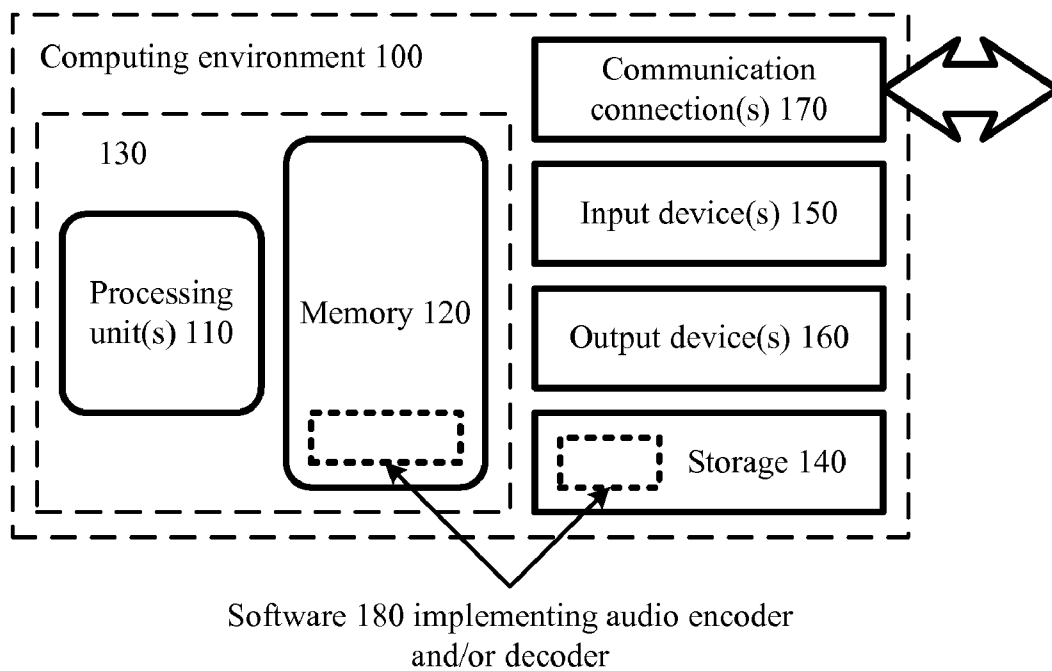 Computing environment 100
Communication
connection(s) 170
130
Processing
unit(s) 110
Memory 120
Input device(s) 150
Output device(s) 160
Storage 140
Software 180 implementing audio encoder
and/or decoder